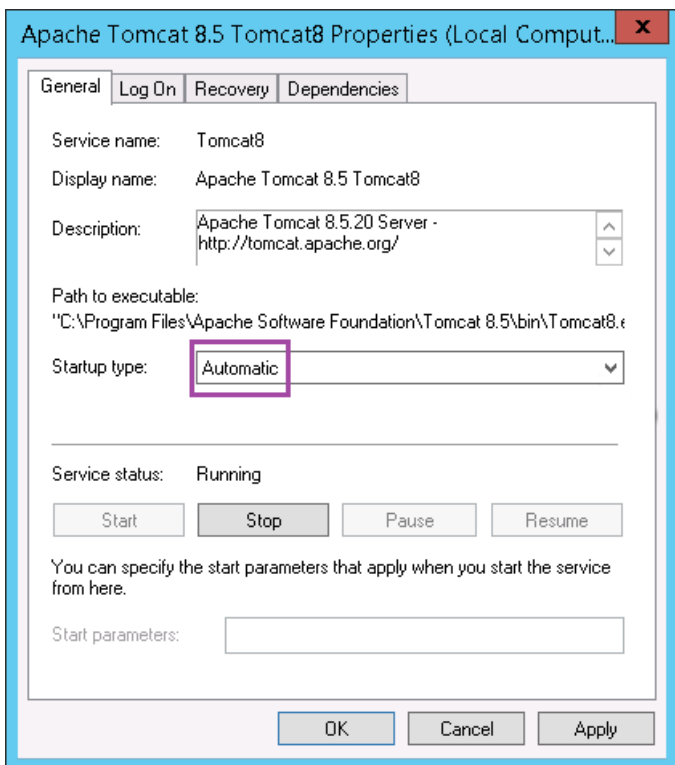 Apache Tomcat 8.5 Tomcat8 Properties (Local Comput...
x
General Log On Recovery Dependencies
Service name: Tomcat8
Display name: Apache Tomcat 8.5 Tomcat8
Description: Apache Tomcat 8.5.20 Server -
http://tomcat.apache.org/
Path to executable:
"C:\Program Files\Apache Software Foundation\Tomcat 8.5\bin\Tomcat8.e
Startup type: Automatic
Service status: Running
Start Stop Pause Resume
You can specify the start parameters that apply when you start the service
from here.
Start parameters:
OK Cancel Apply